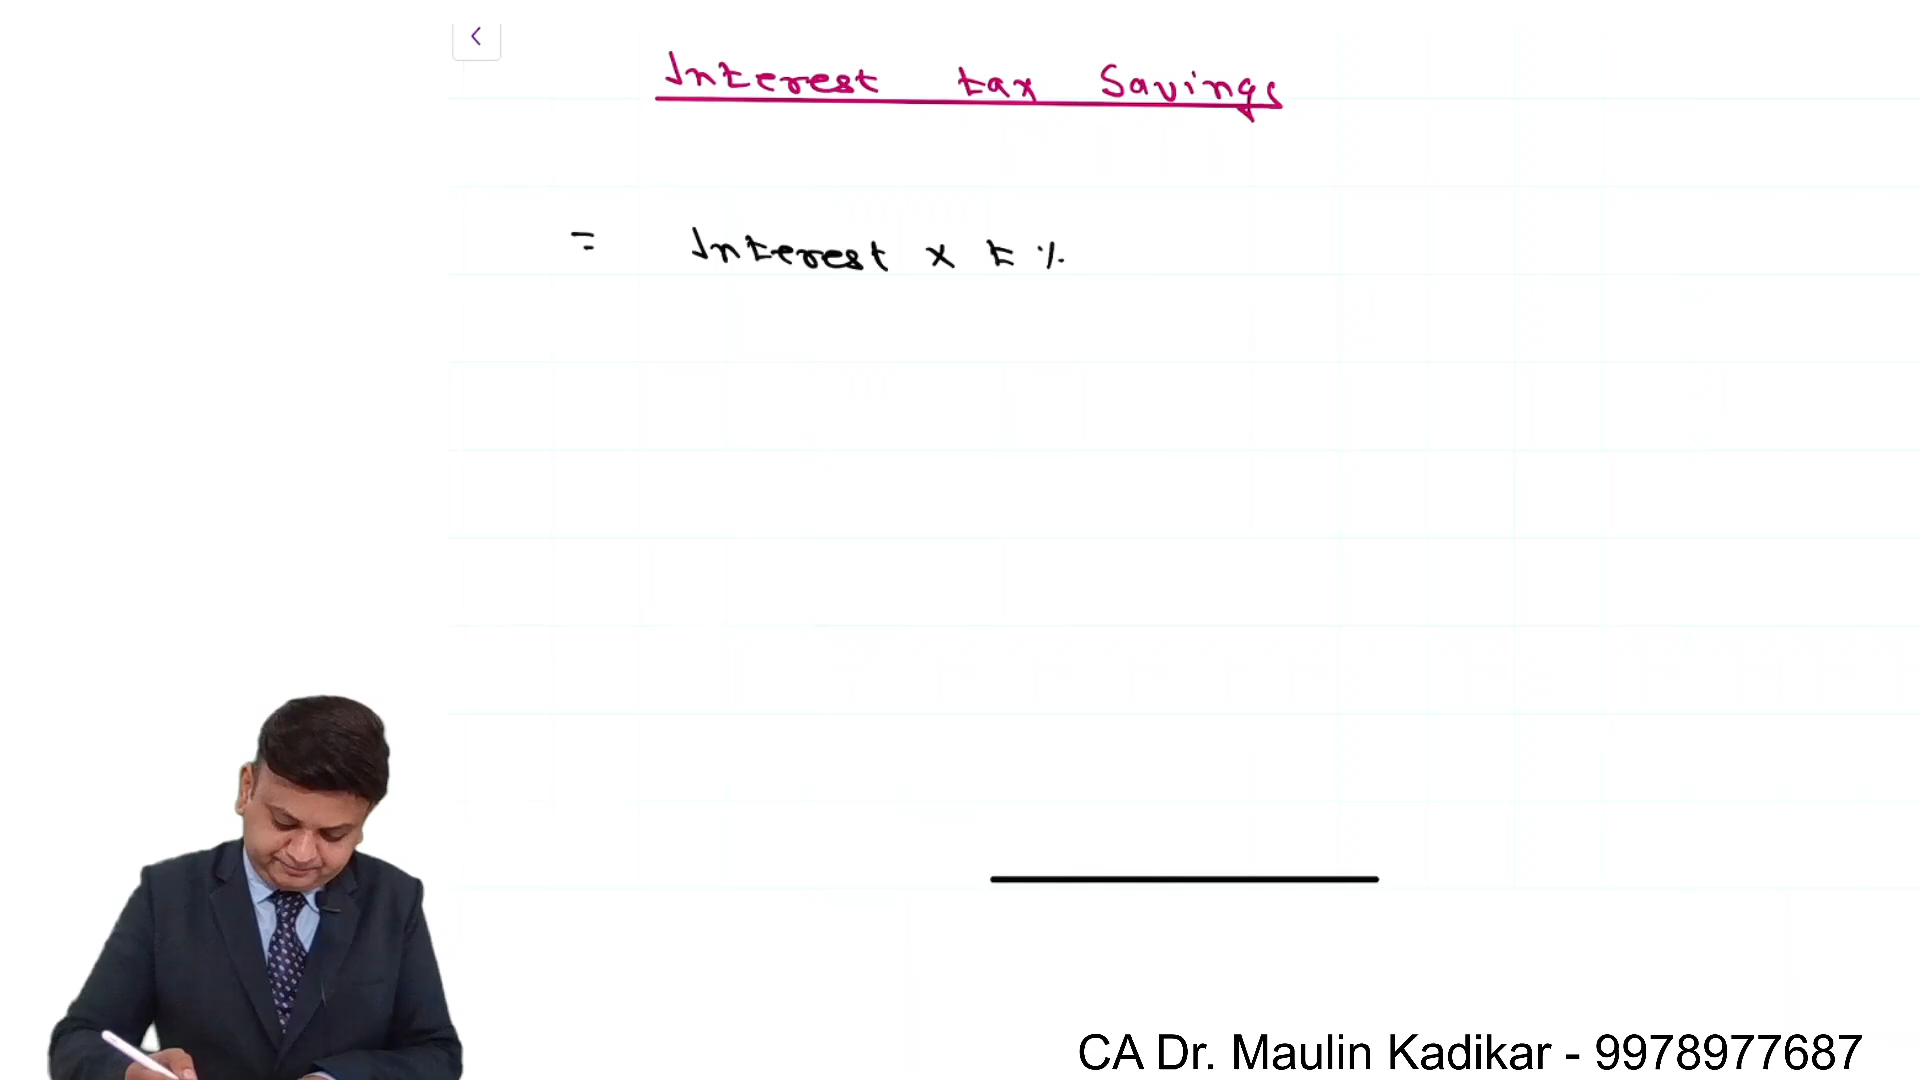 Interest tax Savings
= Interest x t %
CA Dr. Maulin Kadikar - 9978977687